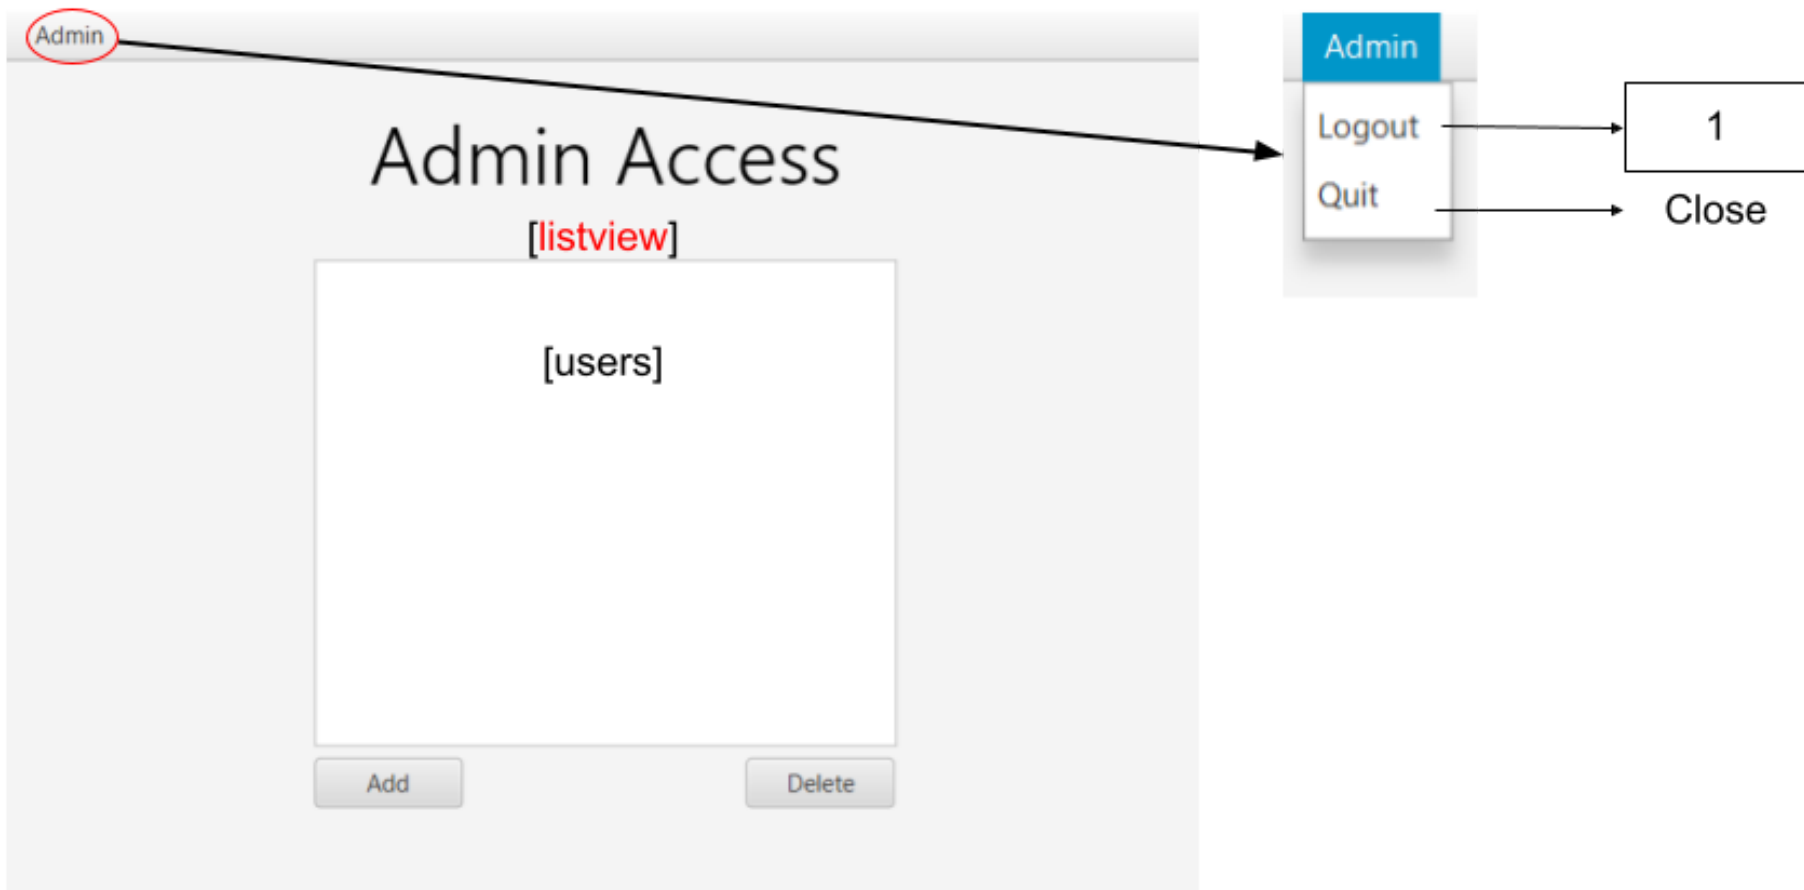 Admin
Admin Access
[listview]
[users]
Add
Delete
Admin
Logout
Quit
1
Close